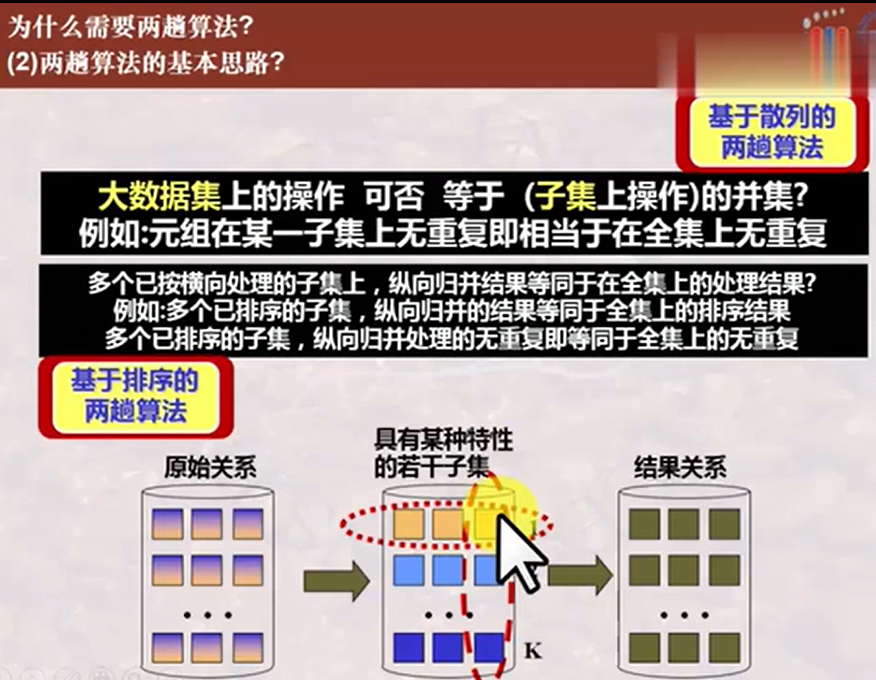 为什么需要两趟算法?
(2)两趟算法的基本思路?
基于散列的
两趟算法
大数据集上的操作 可否 等于 (子集上操作)的并集?
例如:元组在某一子集上无重复即相当于在全集上无重复
多个已按横向处理的子集上，纵向归并结果等同于在全集上的处理结果?
例如:多个已排序的子集，纵向归并的结果等同于全集上的排序结果
多个已排序的子集，纵向归并处理的无重复即等同于全集上的无重复
基于排序的
两趟算法
原始关系
具有某种特性
的若干子集
结果关系
K